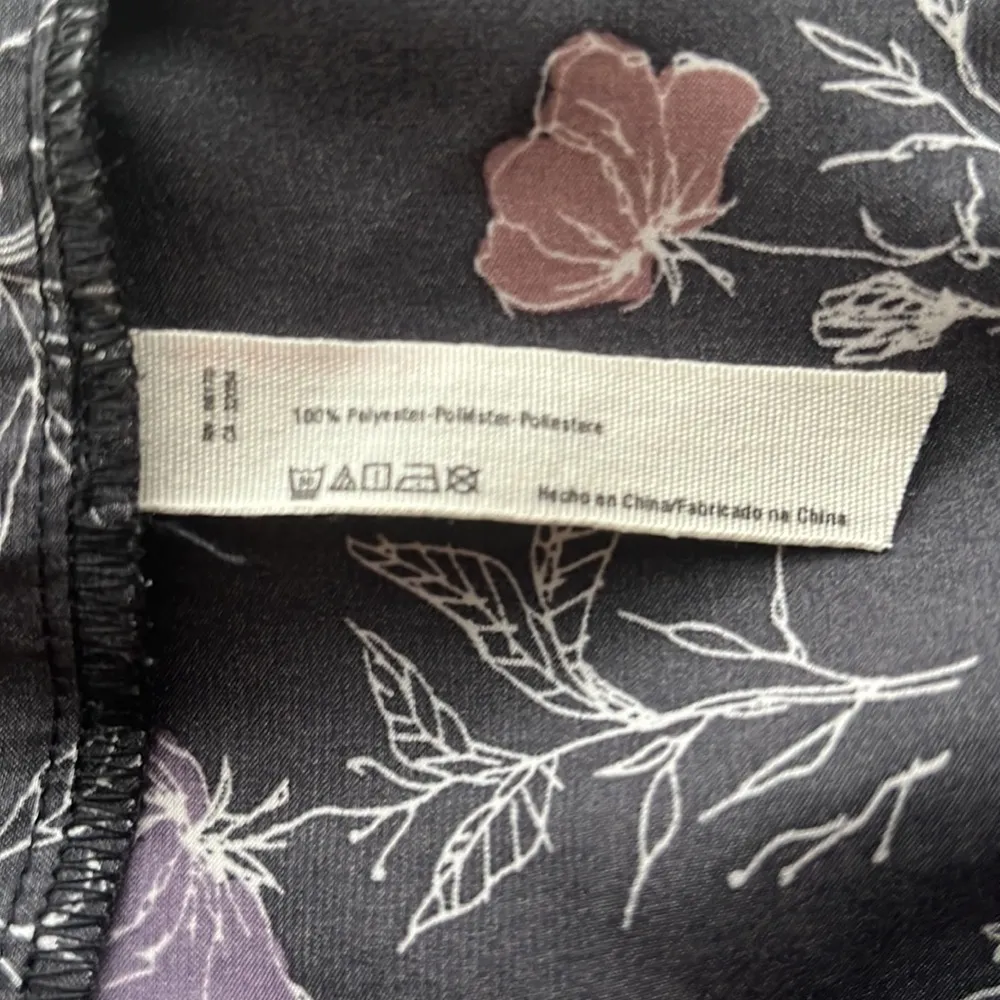 100% Polyester-Poliéster-Poliestere
Hecho en China/Fabricado na China